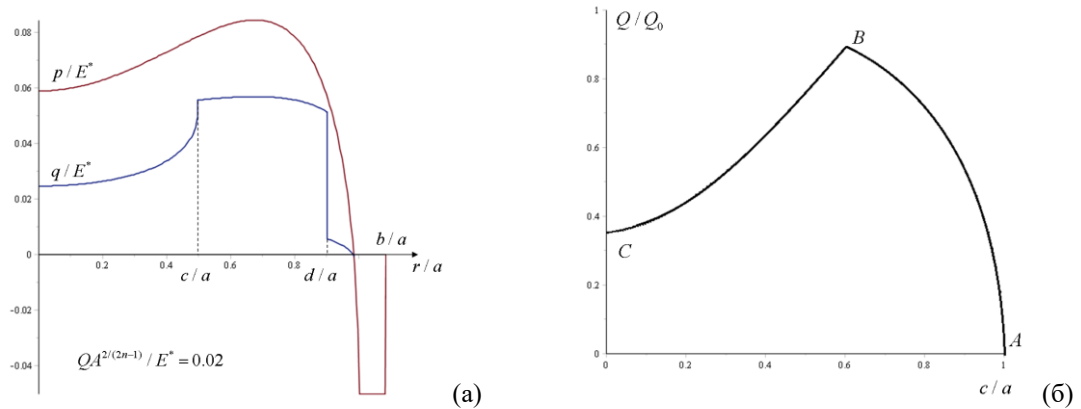 0.08
p / E*
0.06
0.04
q / E*
0.02
b / a
0
0.2
c / a
0.4
0.6
0.8
d / a
r / a
−0.02
−0.04
QA^{2/(2n−1)} / E* = 0.02
(а)
1
Q / Q₀
B
0.8
0.6
0.4
C
0.2
A
0
0
0.2
0.4
0.6
0.8
1
c / a
(б)